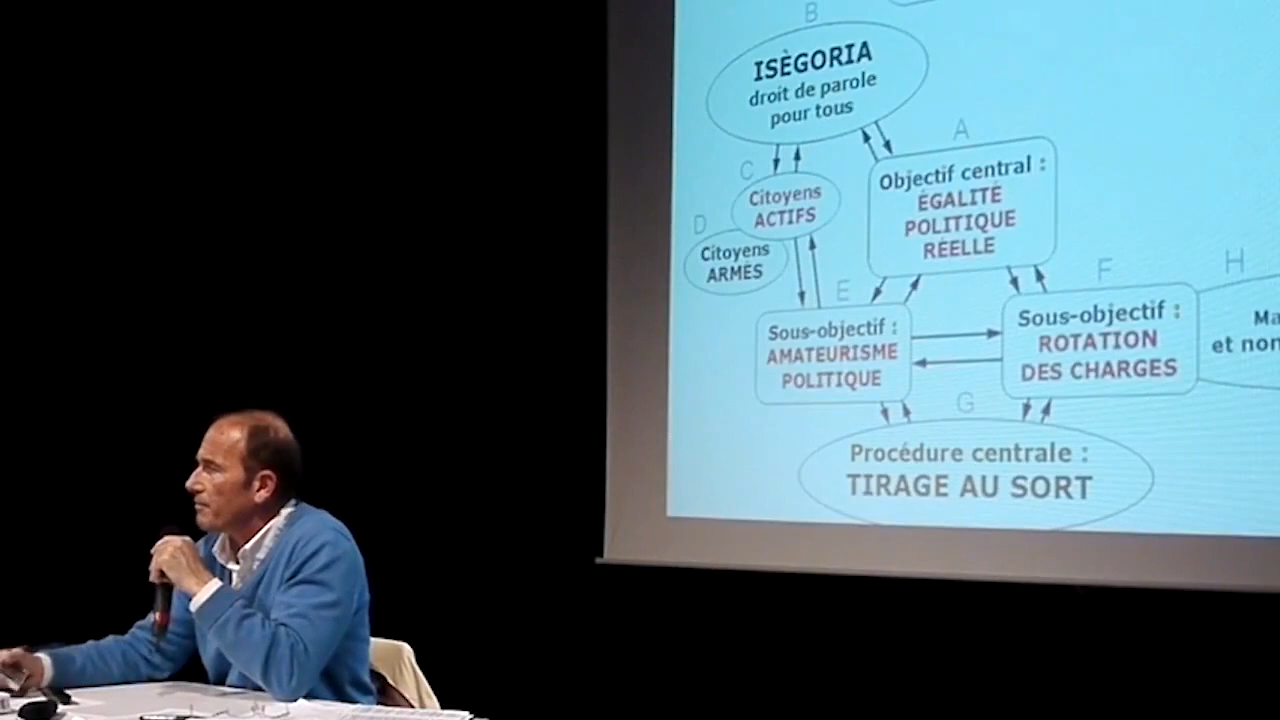 B
ISÈGORIA
droit de parole
pour tous
A
Objectif central :
ÉGALITÉ
POLITIQUE
RÉELLE
C
Citoyens
ACTIFS
D
Citoyens
ARMÉS
E
Sous-objectif :
AMATEURISME
POLITIQUE
F
Sous-objectif :
ROTATION
DES CHARGES
H
et non
G
Procédure centrale :
TIRAGE AU SORT